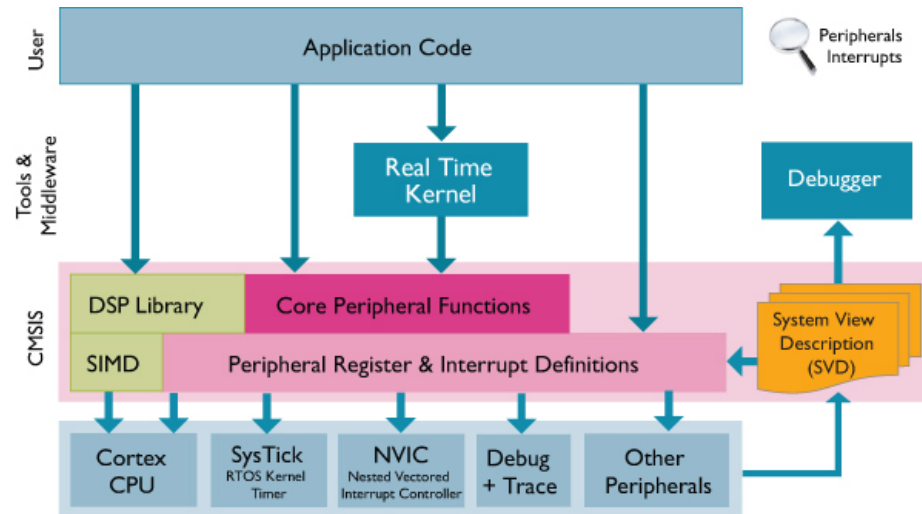 User
Application Code
Peripherals
Interrupts
Tools &
Middleware
Real Time
Kernel
Debugger
CMSIS
DSP Library
Core Peripheral Functions
SIMD
Peripheral Register & Interrupt Definitions
System View
Description
(SVD)
Cortex
CPU
SysTick
RTOS Kernel
Timer
NVIC
Nested Vectored
Interrupt Controller
Debug
+ Trace
Other
Peripherals